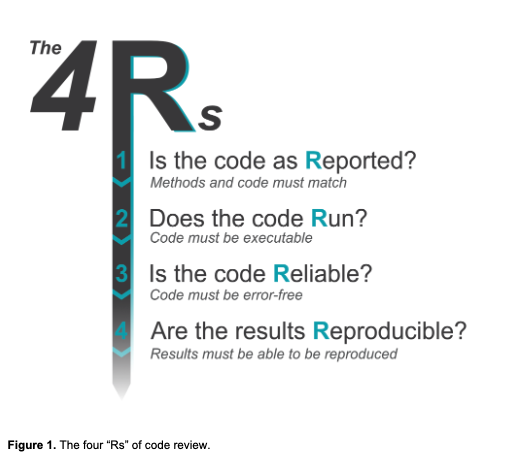 The
4Rs
1 Is the code as Reported?
Methods and code must match
2 Does the code Run?
Code must be executable
3 Is the code Reliable?
Code must be error-free
4 Are the results Reproducible?
Results must be able to be reproduced
Figure 1. The four “Rs” of code review.